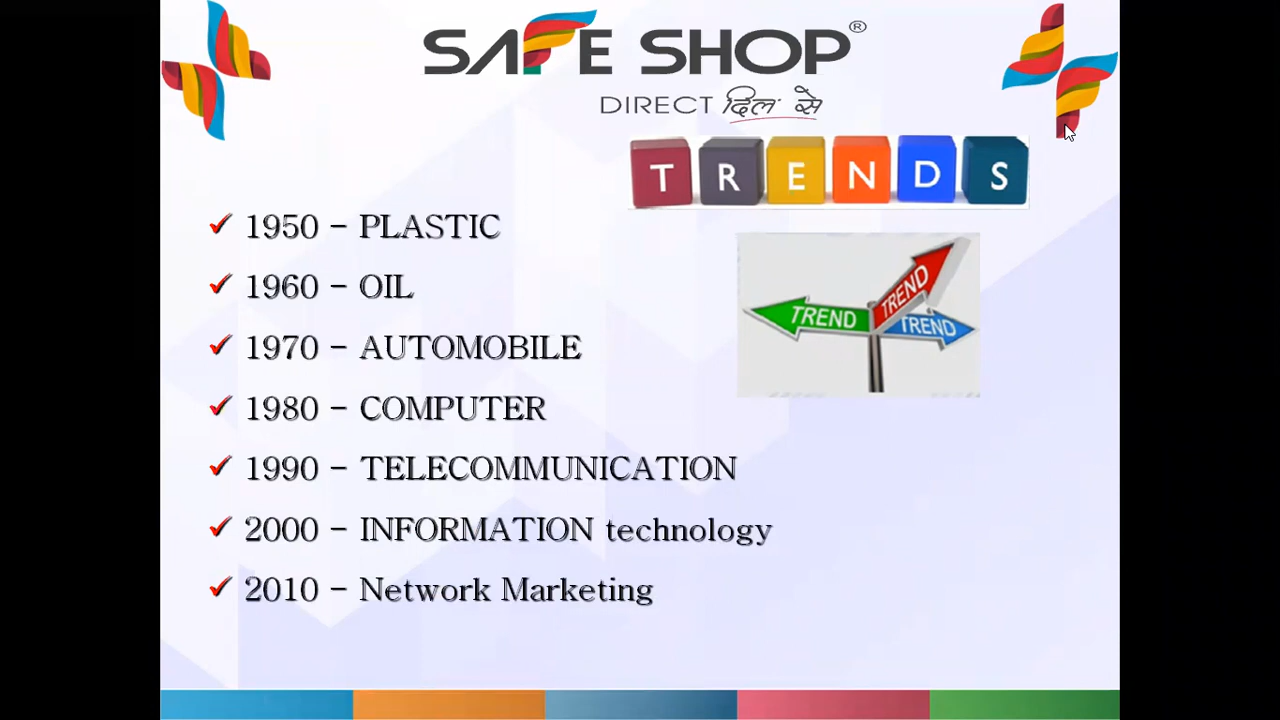 SAFE SHOP®
DIRECT दिल से
TRENDS
1950 – PLASTIC
1960 – OIL
1970 – AUTOMOBILE
1980 – COMPUTER
1990 – TELECOMMUNICATION
2000 – INFORMATION technology
2010 – Network Marketing
TREND
TREND
TREND